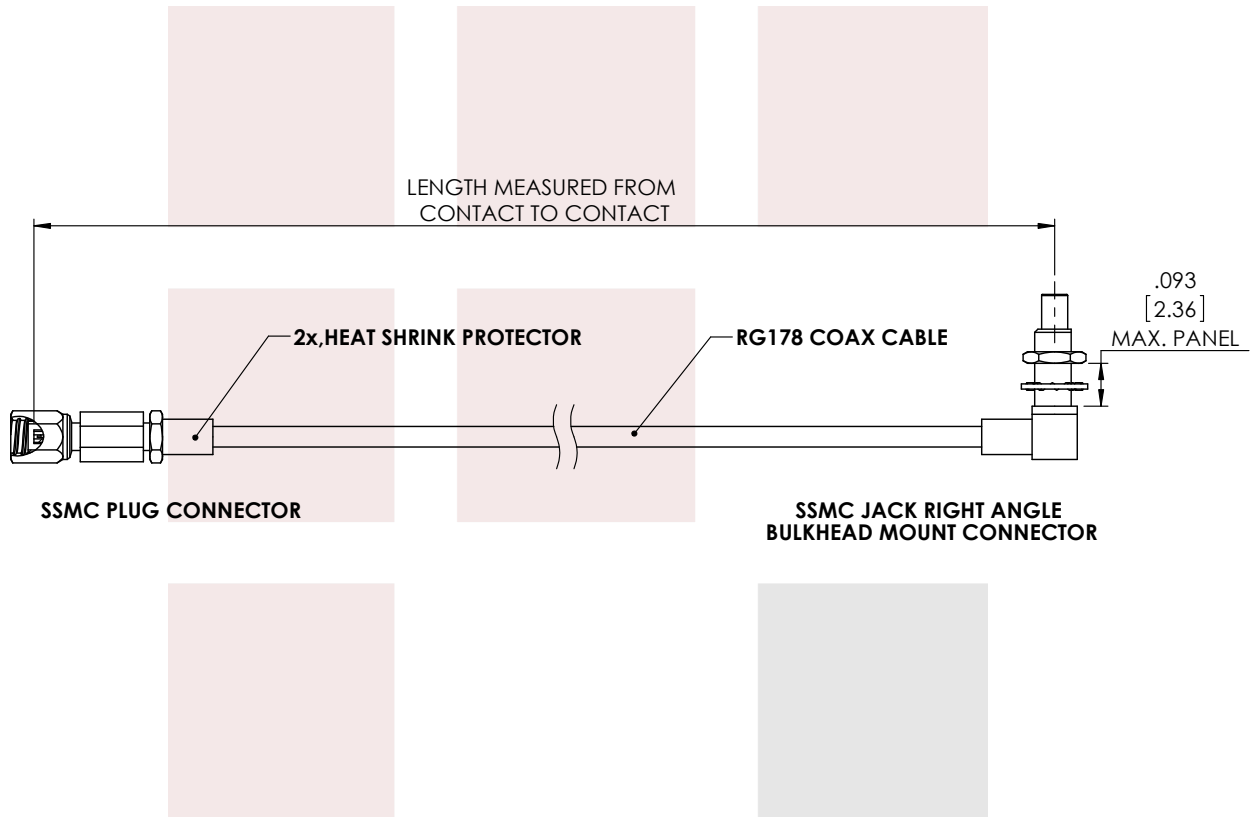 LENGTH MEASURED FROM
CONTACT TO CONTACT
.093
[2.36]
MAX. PANEL
2x,HEAT SHRINK PROTECTOR
RG178 COAX CABLE
SSMC PLUG CONNECTOR
SSMC JACK RIGHT ANGLE
BULKHEAD MOUNT CONNECTOR